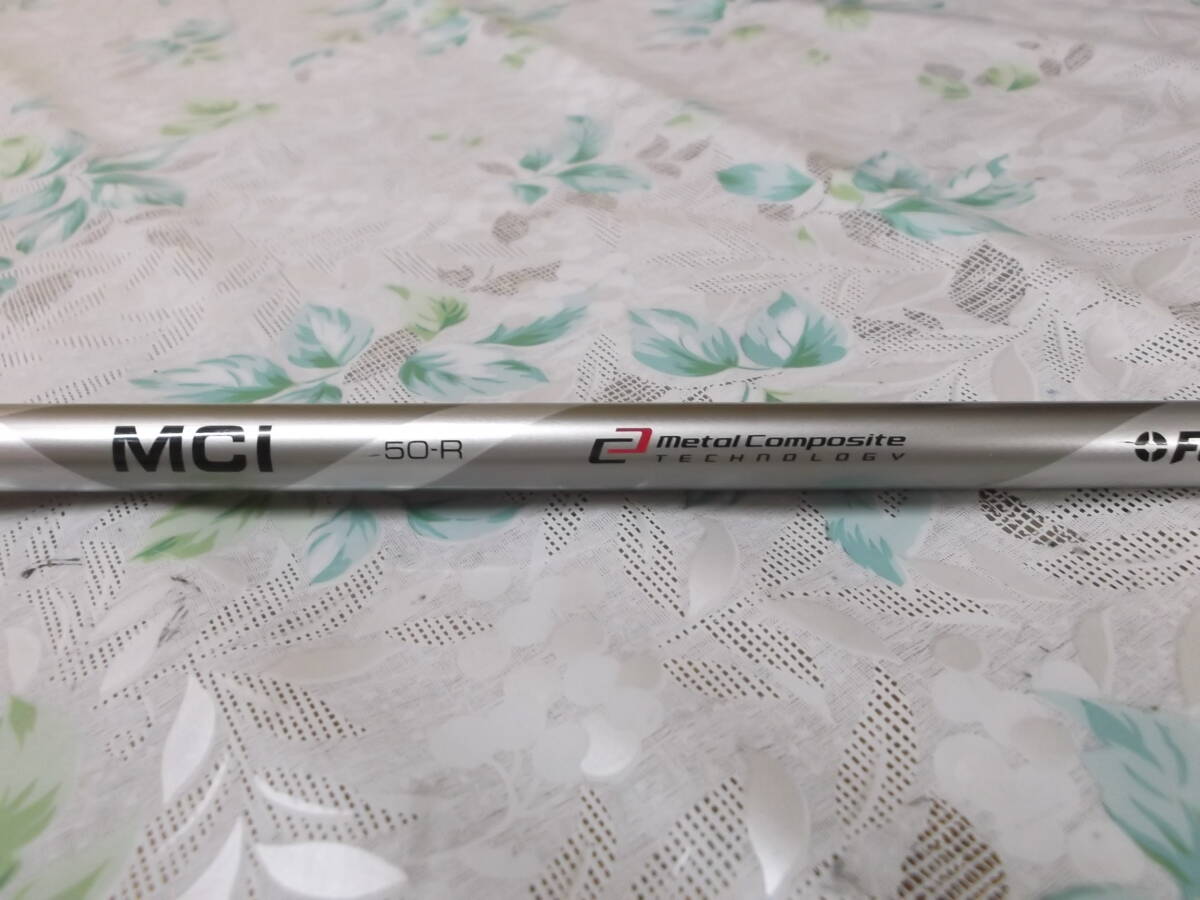 MCI
50-R
Metal Composite
TECHNOLOGY